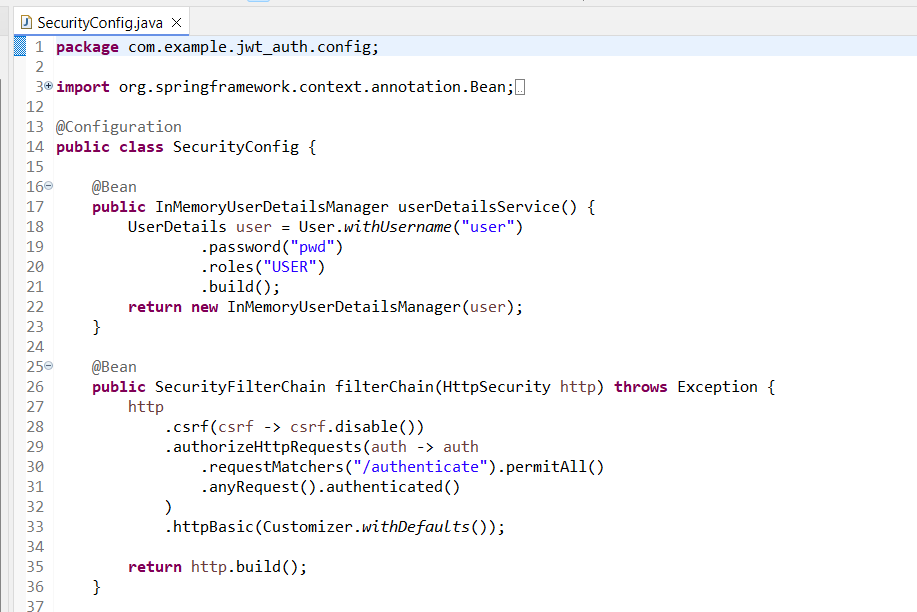 SecurityConfig.java
1 package com.example.jwt_auth.config;
2
3 import org.springframework.context.annotation.Bean;
12
13 @Configuration
14 public class SecurityConfig {
15
16     @Bean
17     public InMemoryUserDetailsManager userDetailsService() {
18         UserDetails user = User.withUsername("user")
19                 .password("pwd")
20                 .roles("USER")
21                 .build();
22         return new InMemoryUserDetailsManager(user);
23     }
24
25     @Bean
26     public SecurityFilterChain filterChain(HttpSecurity http) throws Exception {
27         http
28             .csrf(csrf -> csrf.disable())
29             .authorizeHttpRequests(auth -> auth
30                 .requestMatchers("/authenticate").permitAll()
31                 .anyRequest().authenticated()
32             )
33             .httpBasic(Customizer.withDefaults());
34
35         return http.build();
36     }
37